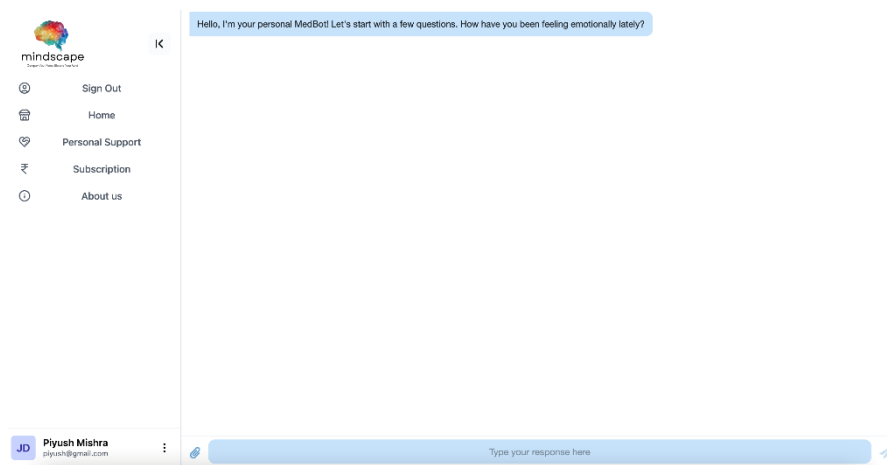 mindscape
Sign Out
Home
Personal Support
Subscription
About us
JD
Piyush Mishra
piyush@gmail.com
Hello, I'm your personal MedBot! Let's start with a few questions. How have you been feeling emotionally lately?
Type your response here